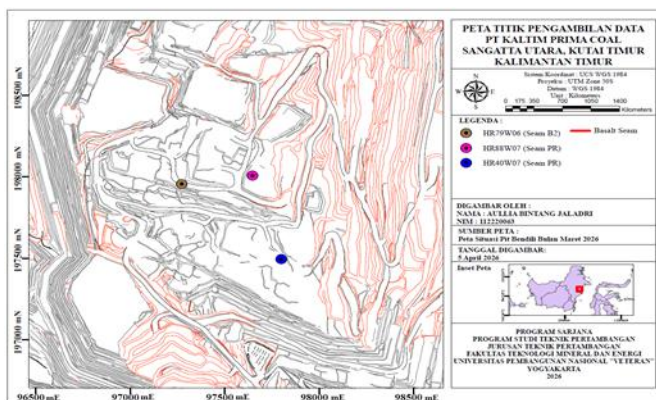 PETA TITIK PENGAMBILAN DATA
PT KALTIM PRIMA COAL
SANGATTA UTARA, KUTAI TIMUR
KALIMANTAN TIMUR
System Koordinat : UCS WGS 1984
Proyeksi : UTM Zone 50S
Datum : WGS 1984
Unit : Kilometers
0 175 350 700 1050 1400
Kilometers
LEGENDA :
HR79W06 (Seam B2)
Basalt Seam
HR88W07 (Seam PR)
HR40W07 (Seam PR)
DIGAMBAR OLEH :
NAMA : AULLIA BINTANG JALADRI
NIM : 112220063
SUMBER PETA :
Peta Situasi Pit Bendili Bulan Maret 2026
TANGGAL DIGAMBAR:
5 April 2026
Inset Peta
PROGRAM SARJANA
PROGRAM STUDI TEKNIK PERTAMBANGAN
JURUSAN TEKNIK PERTAMBANGAN
FAKULTAS TEKNOLOGI MINERAL DAN ENERGI
UNIVERSITAS PEMBANGUNAN NASIONAL "VETERAN"
YOGYAKARTA
2026
198500 mN
198000 mN
197500 mN
197000 mN
96500 mE 97000 mE 97500 mE 98000 mE 98500 mE